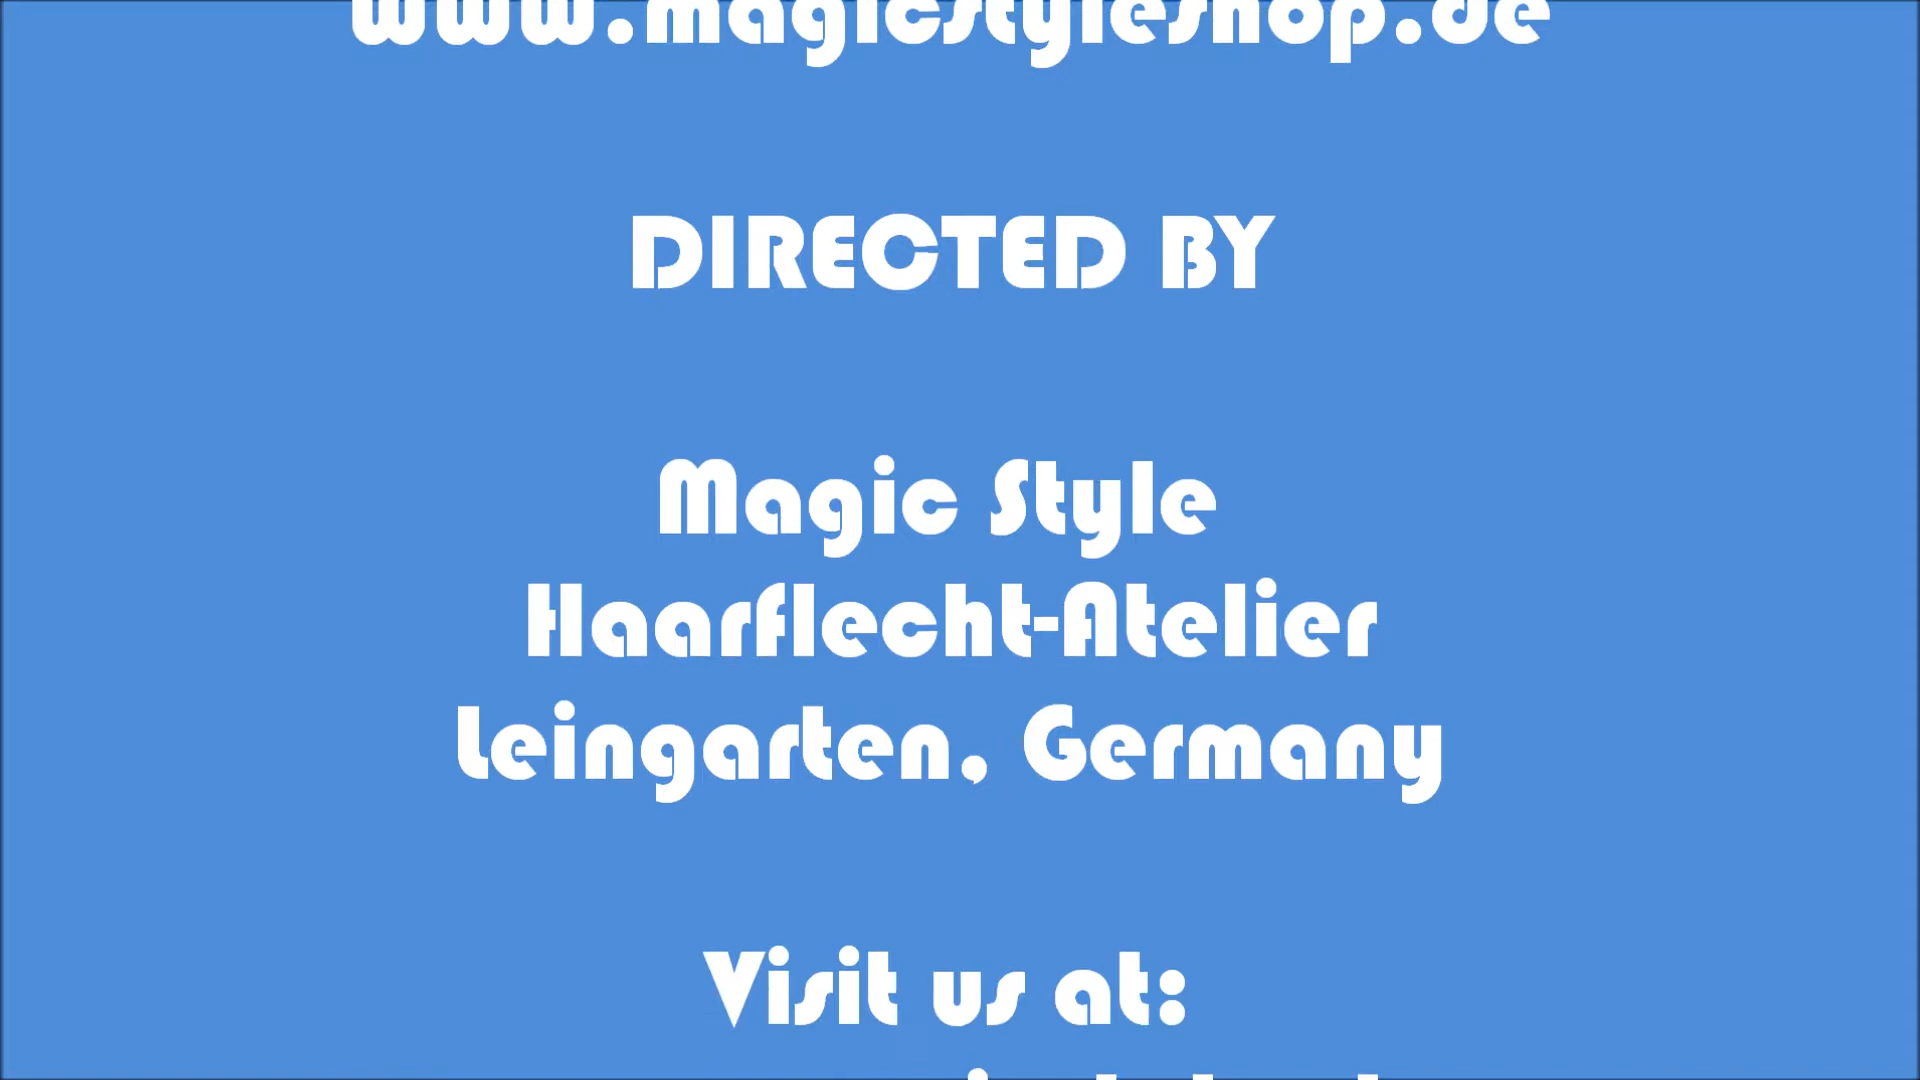 www.magicstyleshop.de
DIRECTED BY
Magic Style
Haarflecht-Atelier
Leingarten, Germany
Visit us at: